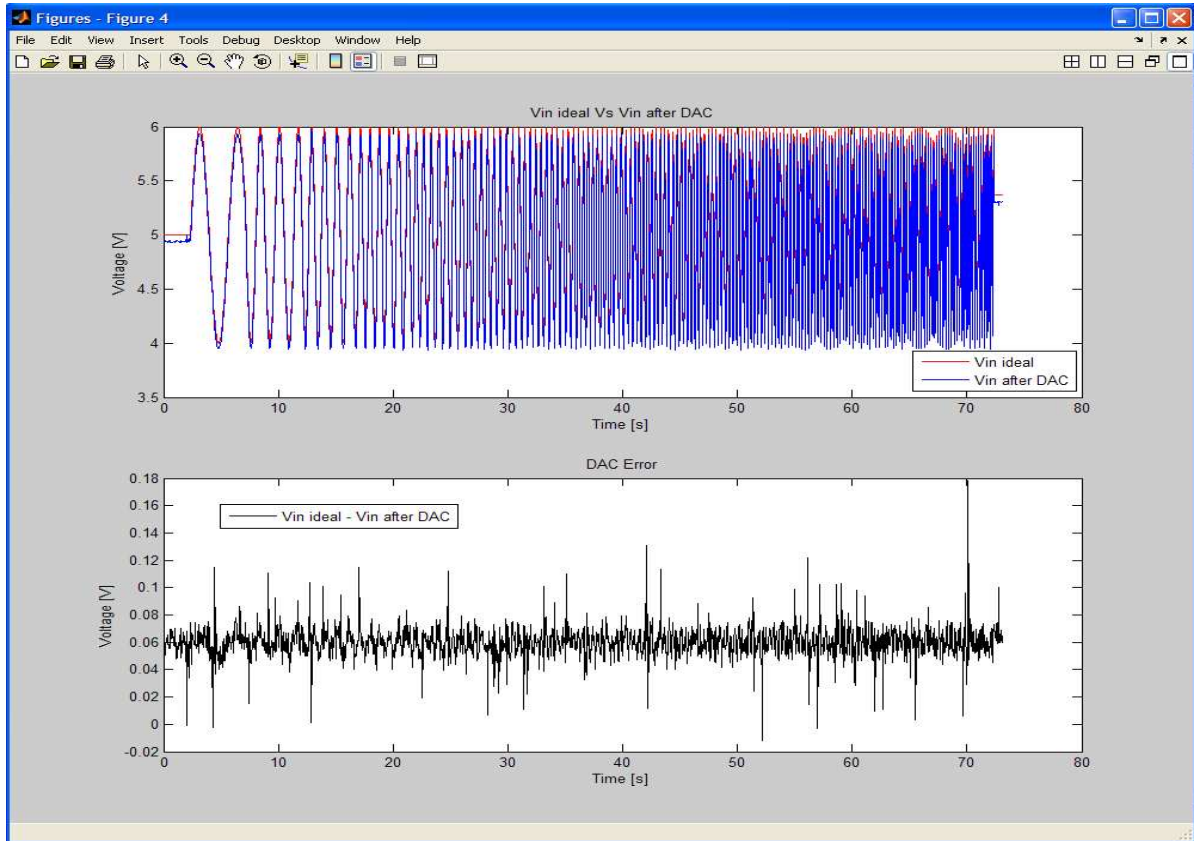 Figures - Figure 4
File Edit View Insert Tools Debug Desktop Window Help
Vin ideal Vs Vin after DAC
6
5.5
5
4.5
4
3.5
Voltage [V]
Vin ideal
Vin after DAC
0 10 20 30 40 50 60 70 80
Time [s]
DAC Error
0.18
0.16
0.14
0.12
0.1
0.08
0.06
0.04
0.02
0
-0.02
Voltage [V]
Vin ideal - Vin after DAC
0 10 20 30 40 50 60 70 80
Time [s]